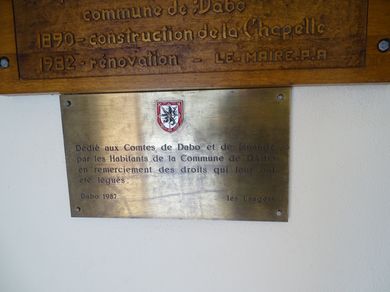 commune de Dabo
1890 - construction de la Chapelle
1982 - rénovation - LE MAIRE. P.A
Dédié aux Comtes de Dabo et de
par les Habitants de la Commune de DABO
en remerciement des droits qui leur ont
été légués.
Dabo 1987 les Usagers